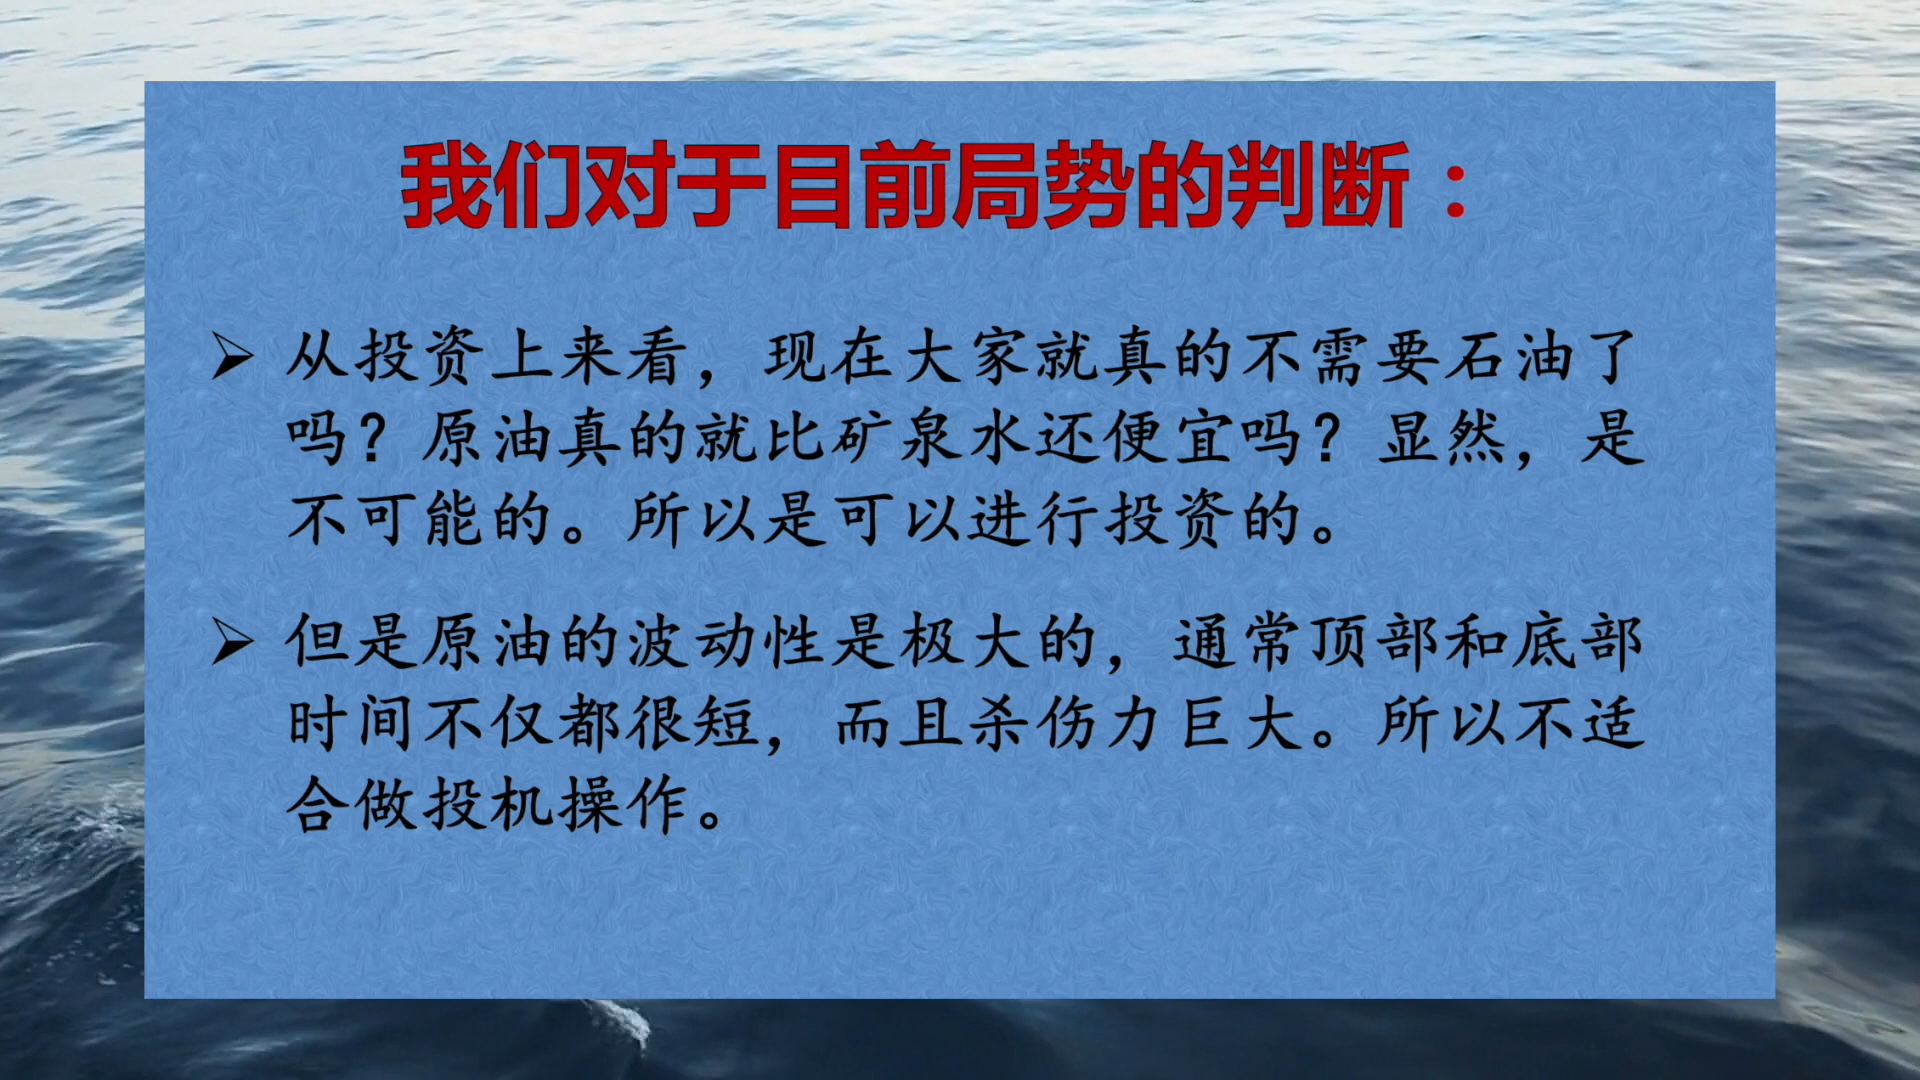 我们对于目前局势的判断：
从投资上来看，现在大家就真的不需要石油了
吗？原油真的就比矿泉水还便宜吗？显然，是
不可能的。所以是可以进行投资的。
但是原油的波动性是极大的，通常顶部和底部
时间不仅都很短，而且杀伤力巨大。所以不适
合做投机操作。